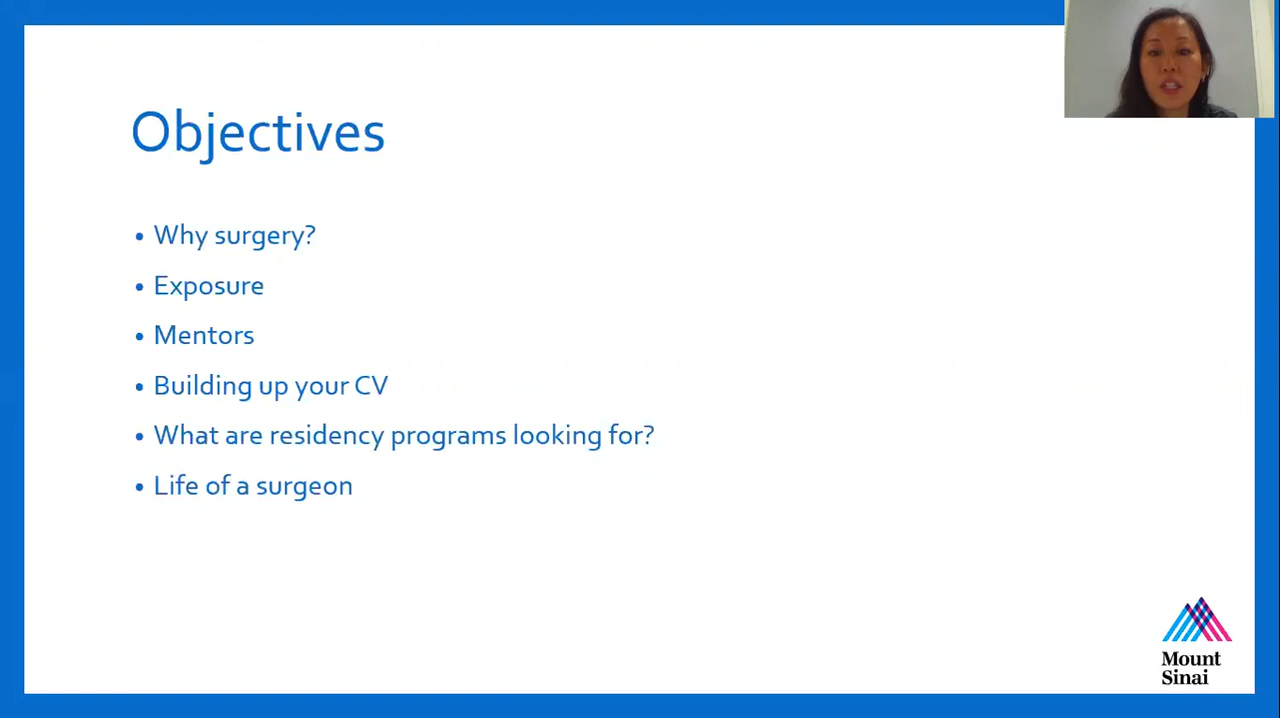 Objectives
• Why surgery?
• Exposure
• Mentors
• Building up your CV
• What are residency programs looking for?
• Life of a surgeon
Mount
Sinai